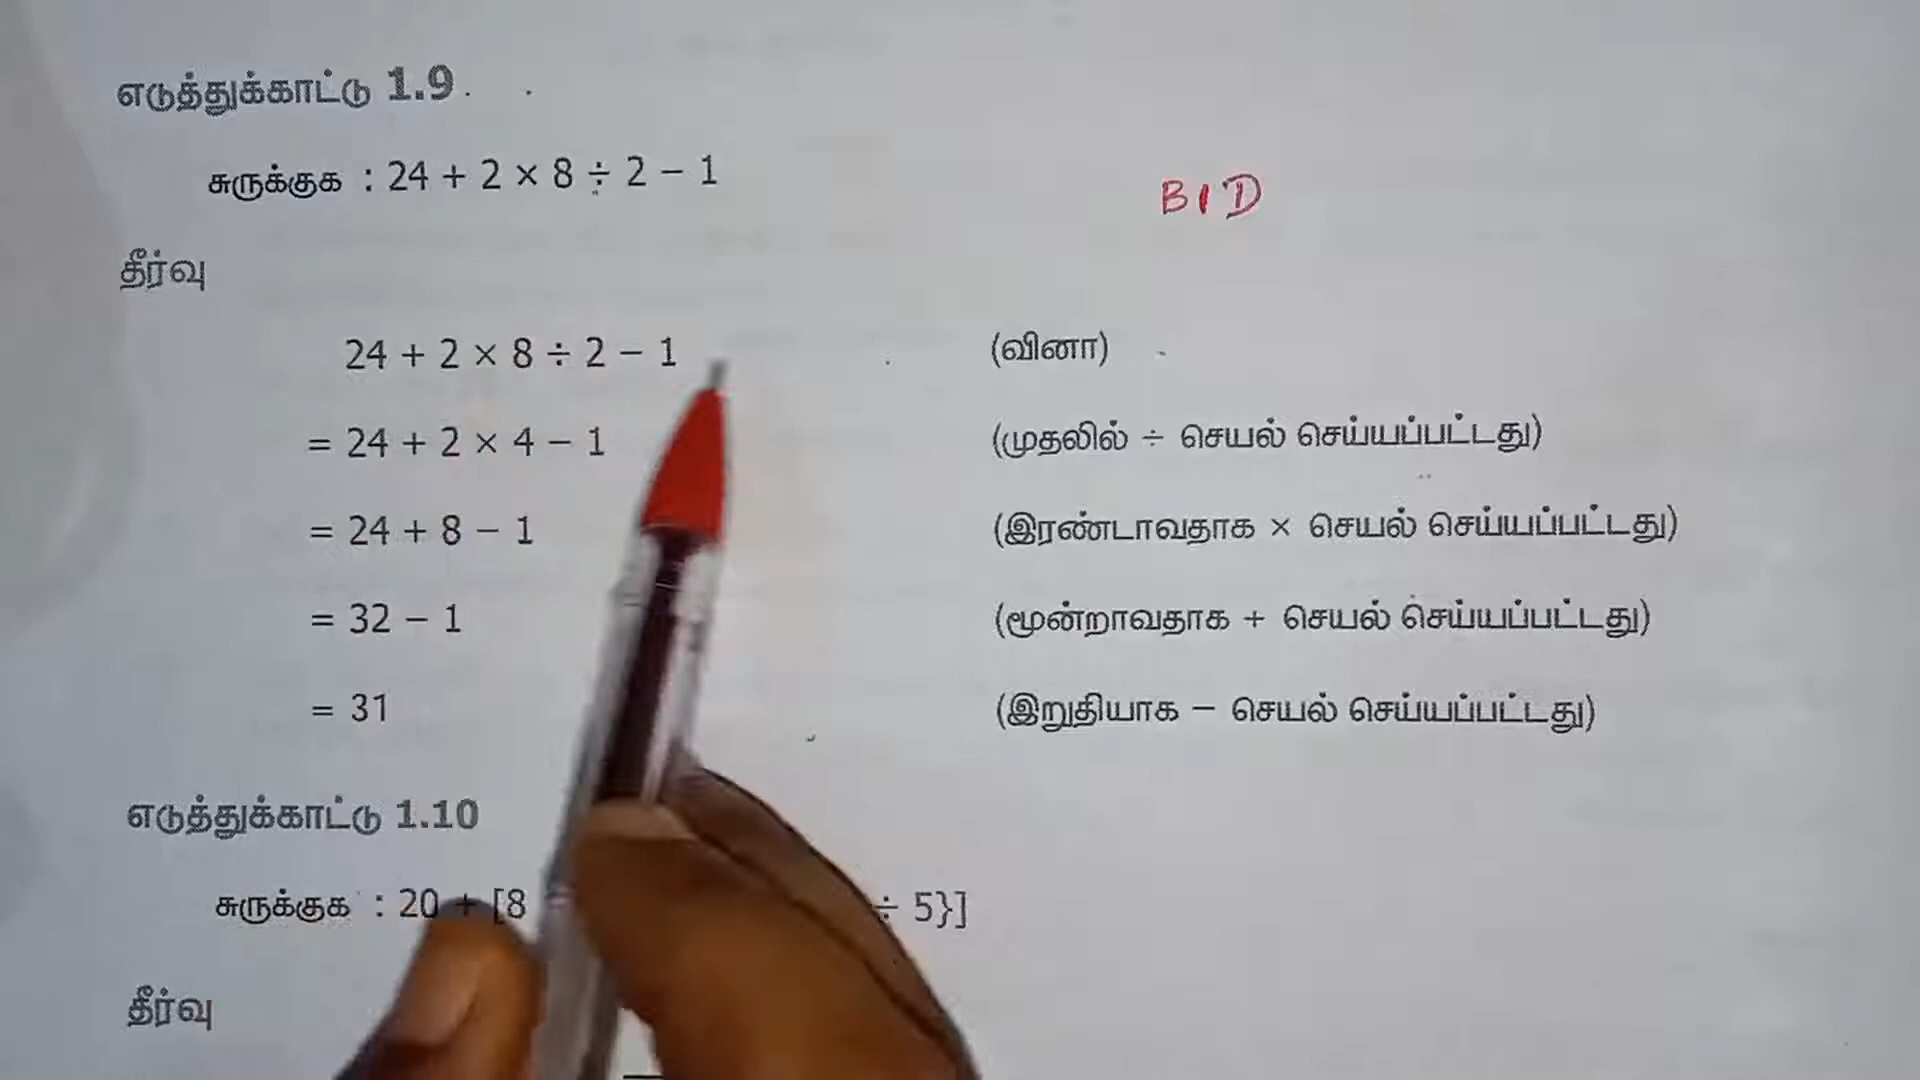 எடுத்துக்காட்டு 1.9
சுருக்குக : 24 + 2 × 8 ÷ 2 − 1
BID
தீர்வு
24 + 2 × 8 ÷ 2 − 1 (வினா)
= 24 + 2 × 4 − 1 (முதலில் ÷ செயல் செய்யப்பட்டது)
= 24 + 8 − 1 (இரண்டாவதாக × செயல் செய்யப்பட்டது)
= 32 − 1 (மூன்றாவதாக + செயல் செய்யப்பட்டது)
= 31 (இறுதியாக − செயல் செய்யப்பட்டது)
எடுத்துக்காட்டு 1.10
சுருக்குக : 20 + [8 ÷ 5}]
தீர்வு